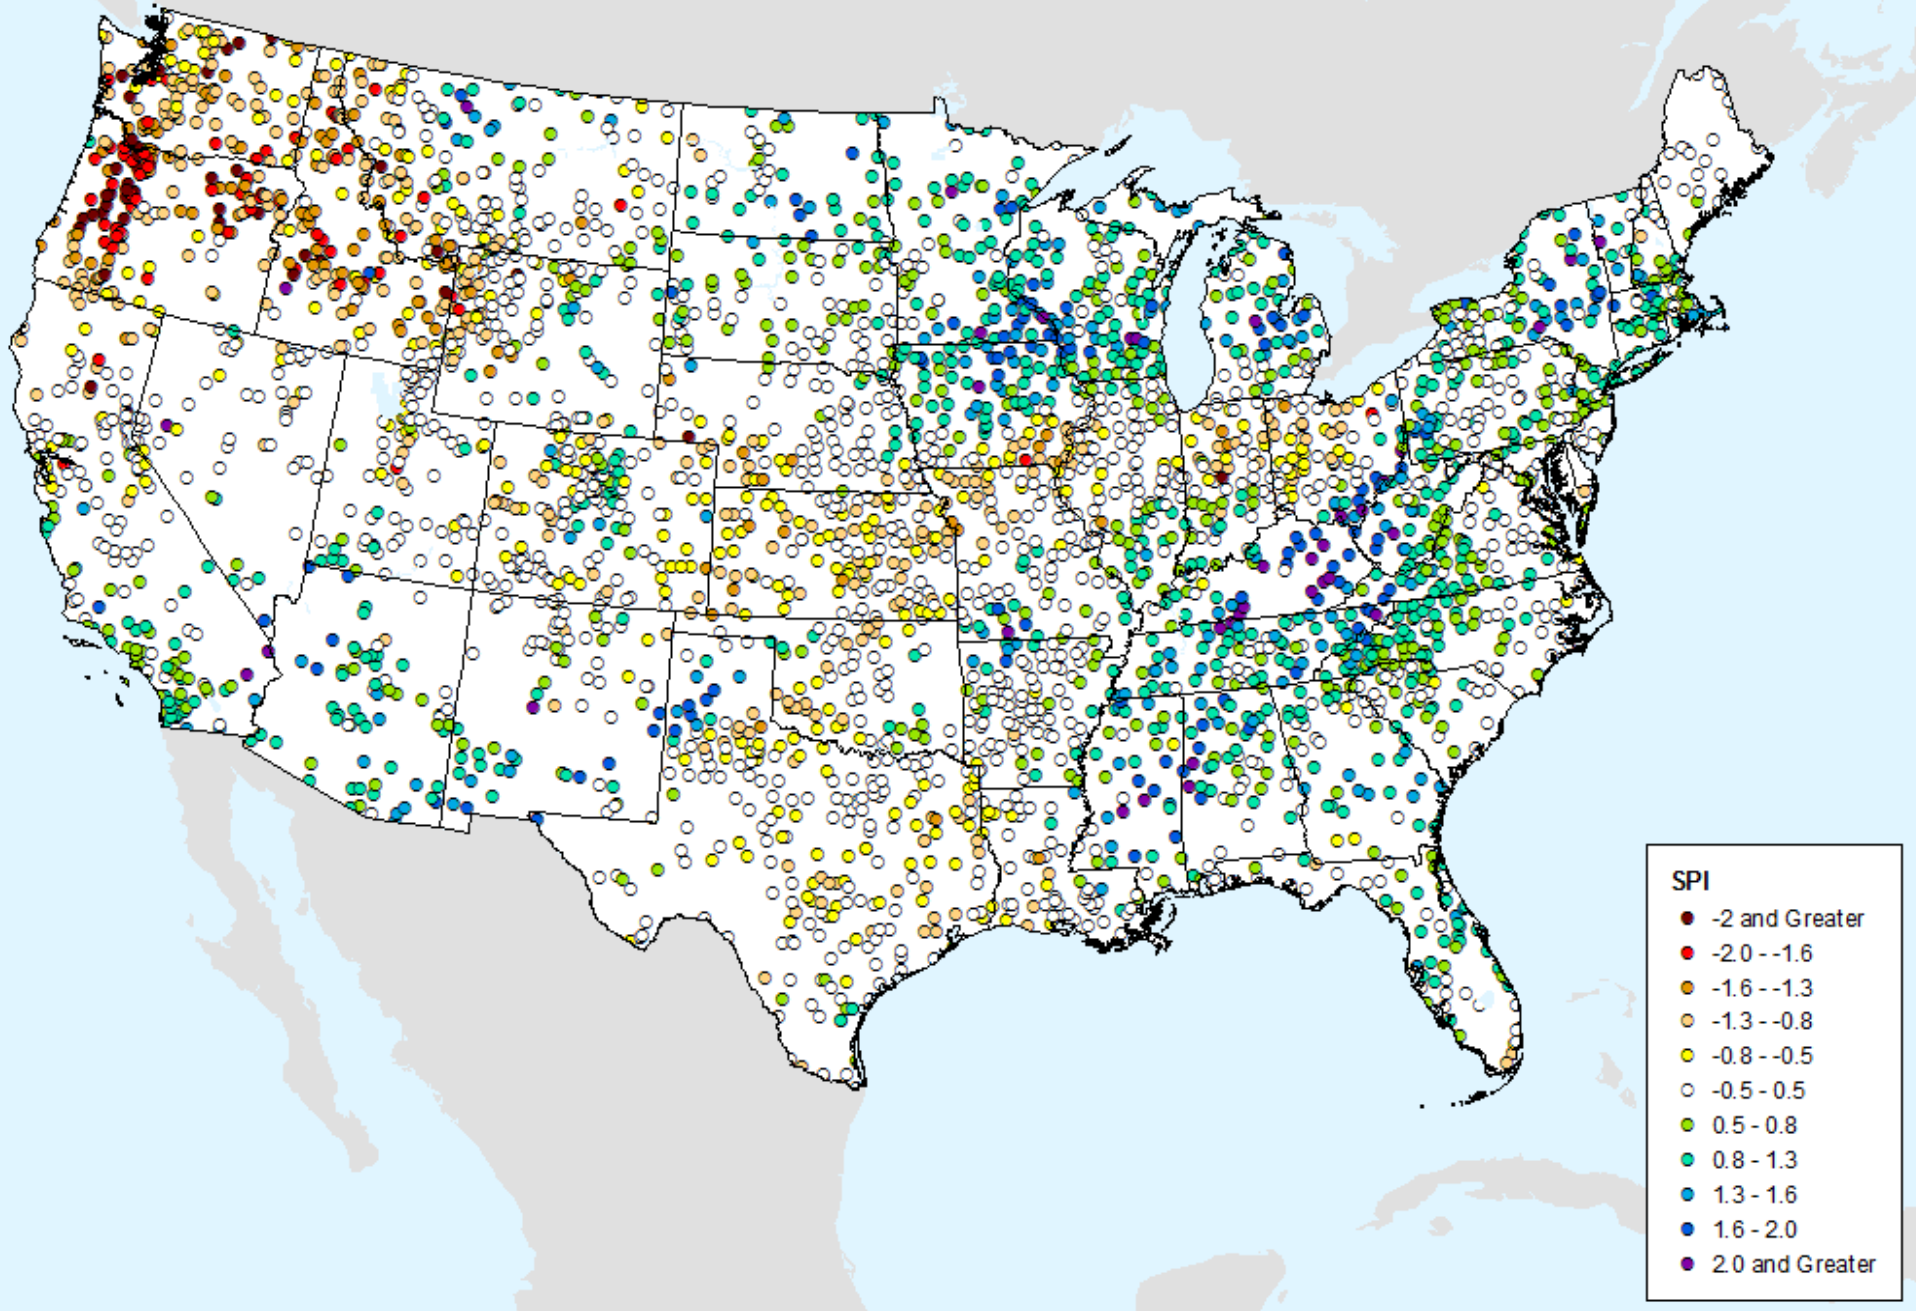 SPI
-2 and Greater
-2.0 - -1.6
-1.6 - -1.3
-1.3 - -0.8
-0.8 - -0.5
-0.5 - 0.5
0.5 - 0.8
0.8 - 1.3
1.3 - 1.6
1.6 - 2.0
2.0 and Greater